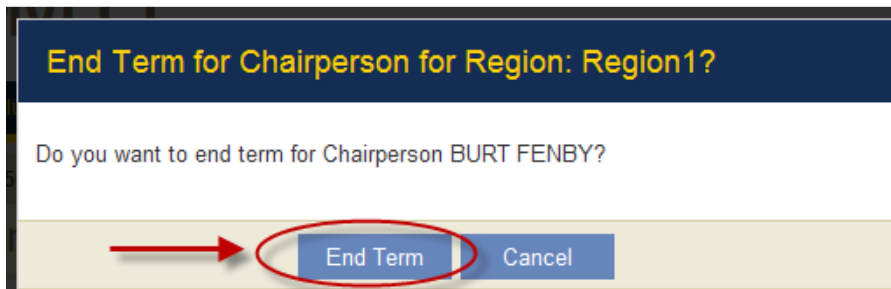 End Term for Chairperson for Region: Region1?
Do you want to end term for Chairperson BURT FENBY?
End Term Cancel